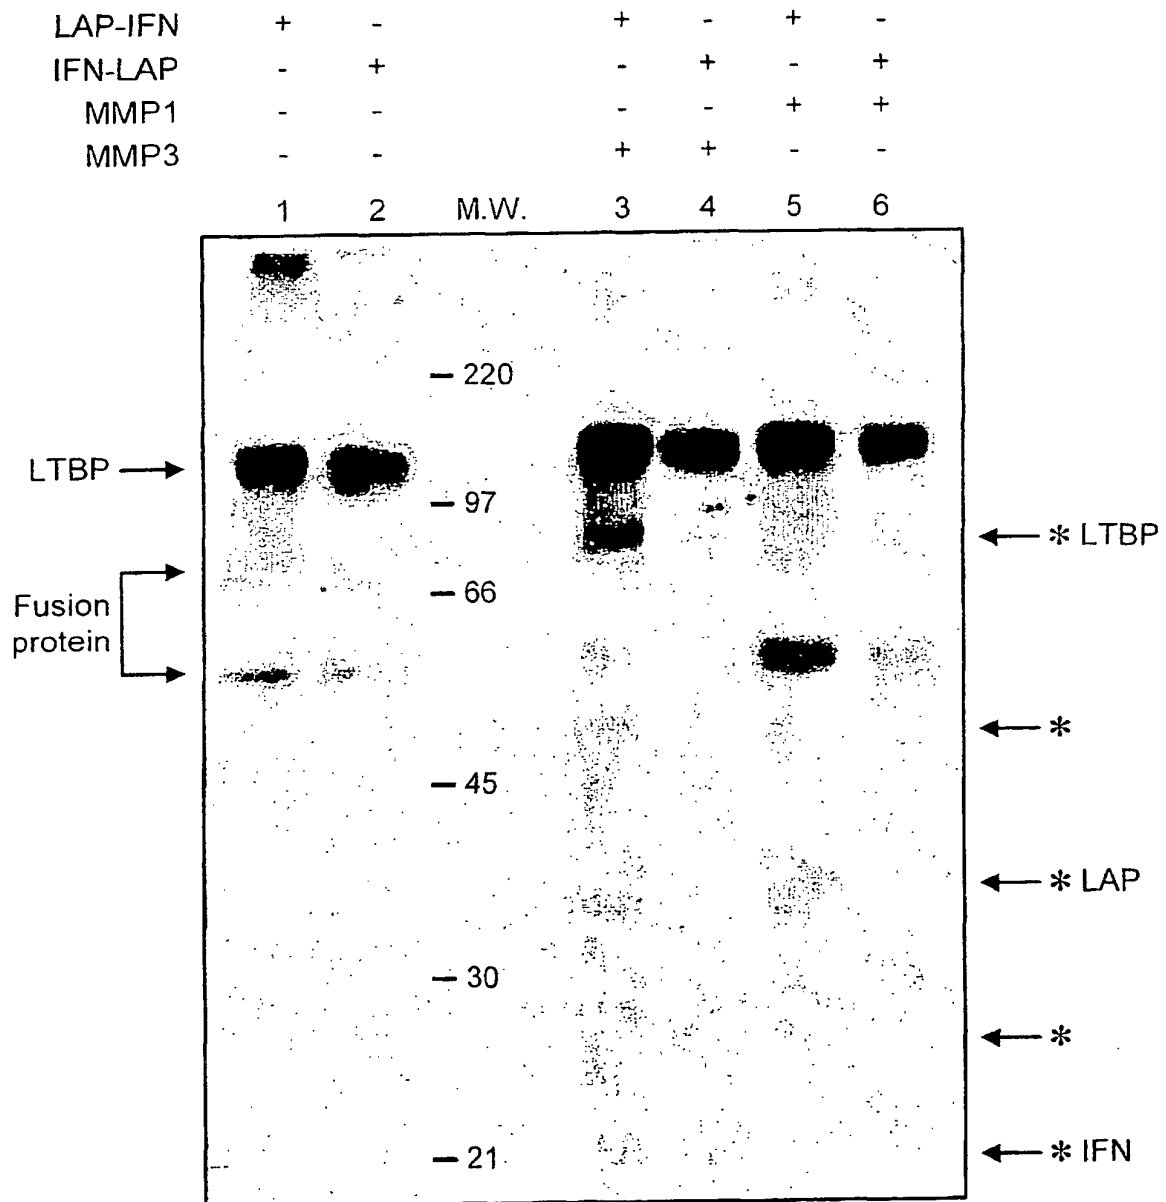 LAP-IFN + - + - + -
IFN-LAP - + - + - +
MMP1 - - - - + +
MMP3 - - + + - -
1 2 M.W. 3 4 5 6
220
LTBP
97
* LTBP
Fusion
protein
66
*
45
* LAP
30
*
21
* IFN